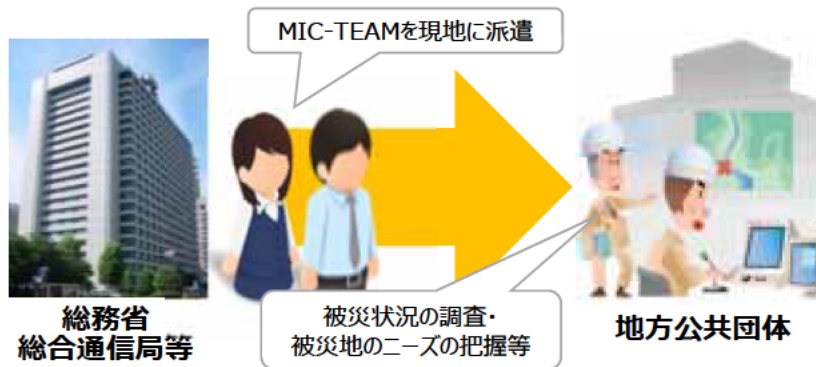 MIC-TEAMを現地に派遣
総務省
総合通信局等
被災状況の調査・
被災地のニーズの把握等
地方公共団体